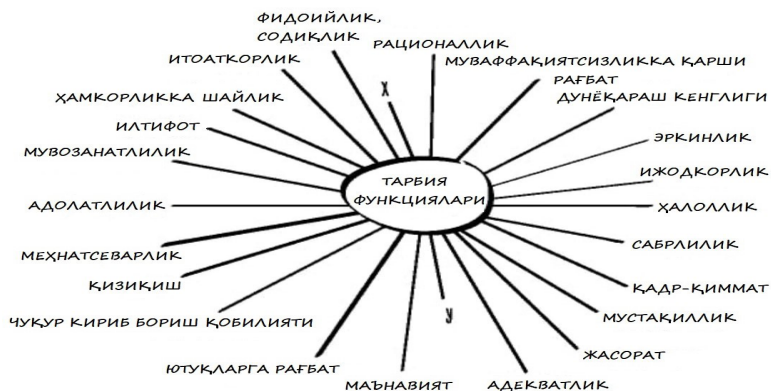 ФИДОИЙЛИК,
СОДИҚЛИК
РАЦИОНАЛЛИК
ИТОАТКОРЛИК
МУВАФФАҚИЯТСИЗЛИККА ҚАРШИ
РАҒБАТ
Х
ҲАМКОРЛИККА ШАЙЛИК
ДУНЁҚАРАШ КЕНГЛИГИ
ИЛТИФОТ
ЭРКИНЛИК
МУВОЗАНАТЛИЛИК
ТАРБИЯ
ФУНКЦИЯЛАРИ
ИЖОДКОРЛИК
АДОЛАТЛИЛИК
ҲАЛОЛЛИК
САБРЛИЛИК
МЕҲНАТСЕВАРЛИК
ҚИЗИҚИШ
ҚАДР-ҚИММАТ
ЧУҚУР КИРИБ БОРИШ ҚОБИЛИЯТИ
У
МУСТАҚИЛЛИК
ЖАСОРАТ
ЮТУҚЛАРГА РАҒБАТ
МАЪНАВИЯТ
АДЕКВАТЛИК